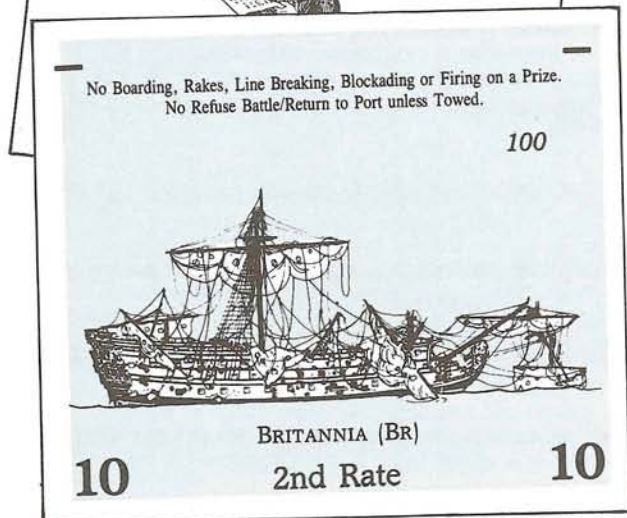 No Boarding, Rakes, Line Breaking, Blockading or Firing on a Prize.
No Refuse Battle/Return to Port unless Towed.
100
BRITANNIA (BR)
10 2nd Rate 10